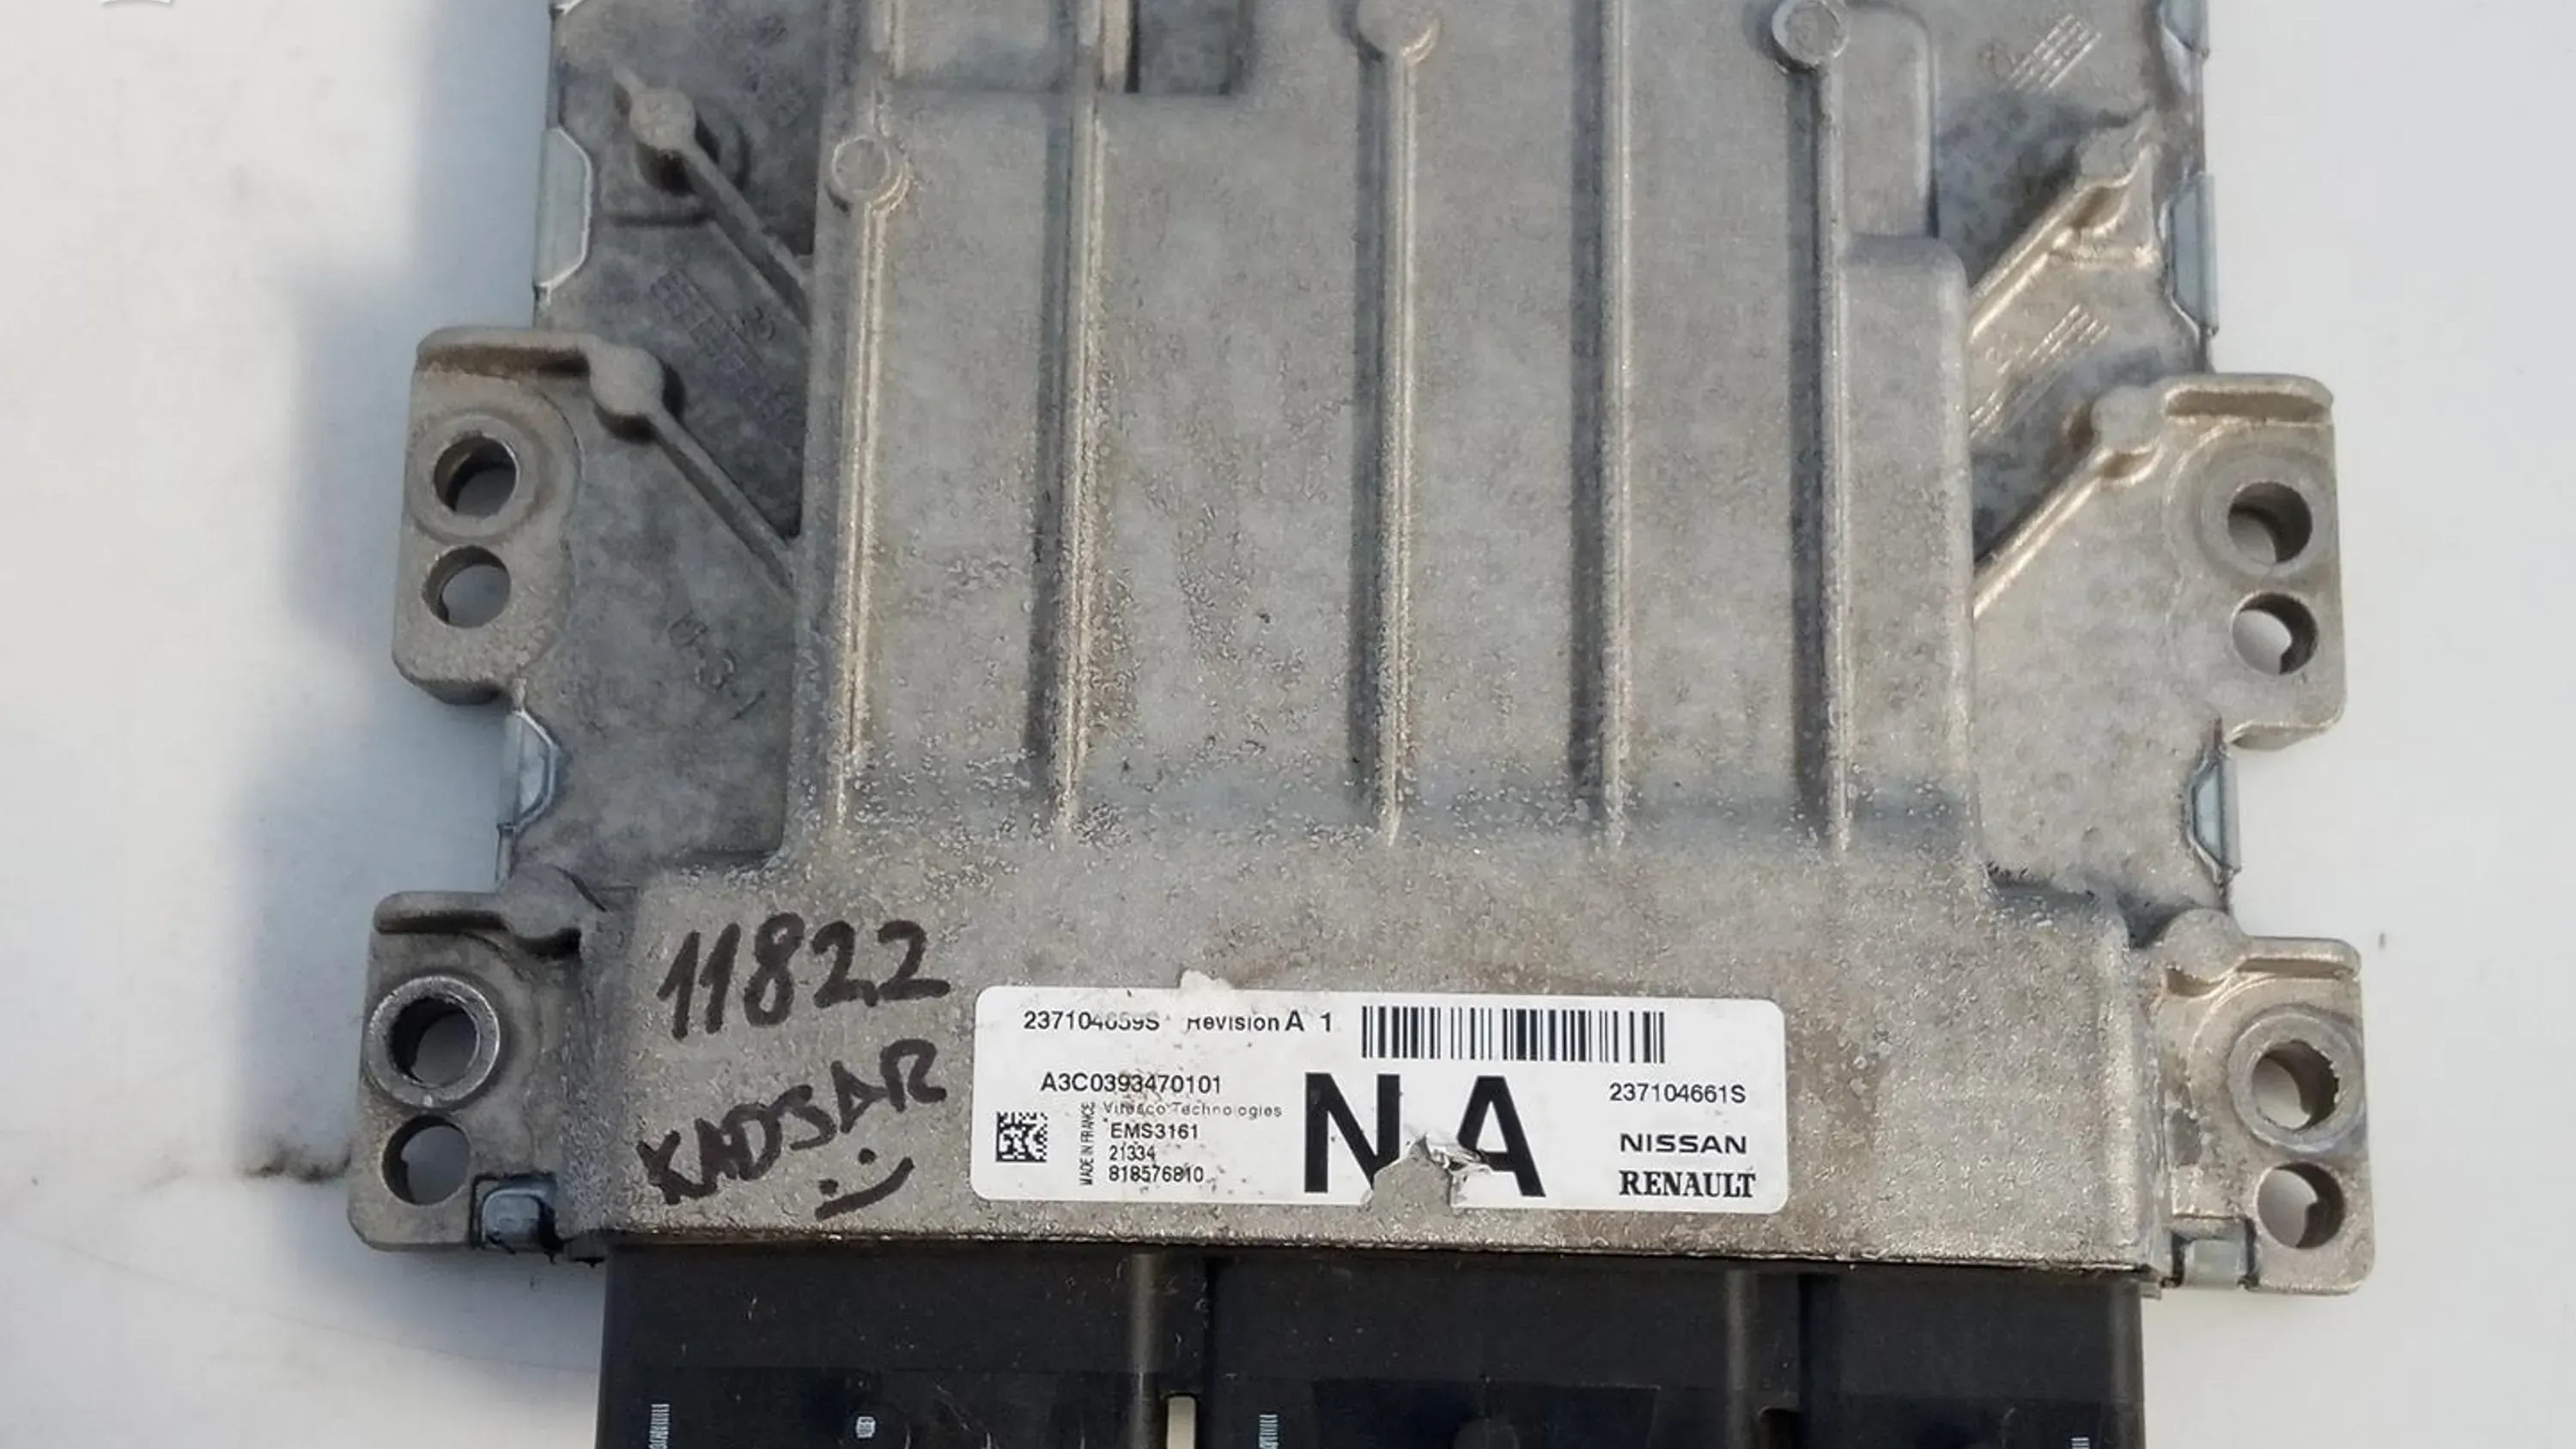 11822
KADJAR
237104659S Revision A 1
A3C0393470101
Vitesco Technologies
EMS3161
21334
818576810
MADE IN FRANCE
NA
237104661S
NISSAN
RENAULT